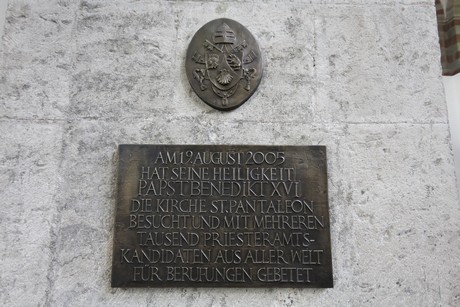 AM 19. AUGUST 2005
HAT SEINE HEILIGKEIT
PAPST BENEDIKT XVI.
DIE KIRCHE ST. PANTALEON
BESUCHT UND MIT MEHREREN
TAUSEND PRIESTERAMTS-
KANDIDATEN AUS ALLER WELT
FÜR BERUFUNGEN GEBETET